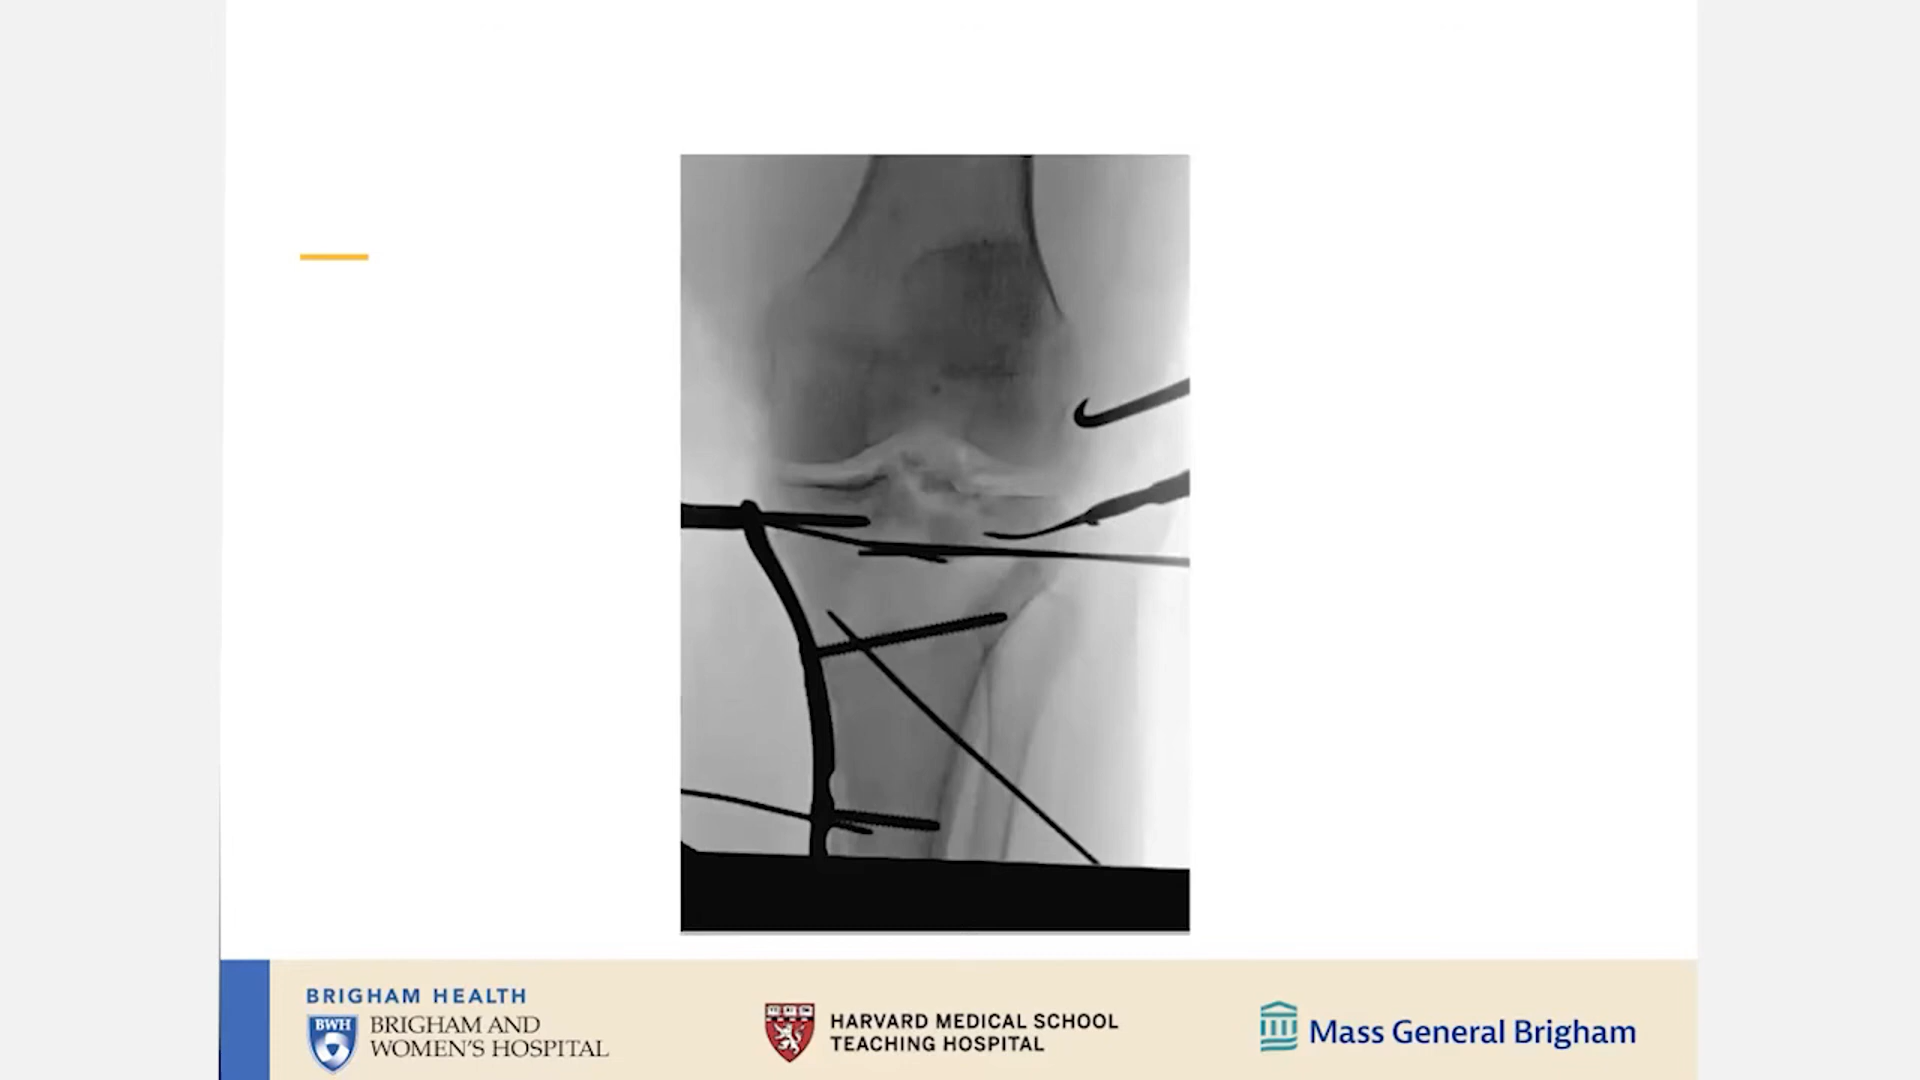 BRIGHAM HEALTH
BWH
BRIGHAM AND
WOMEN'S HOSPITAL
HARVARD MEDICAL SCHOOL
TEACHING HOSPITAL
Mass General Brigham